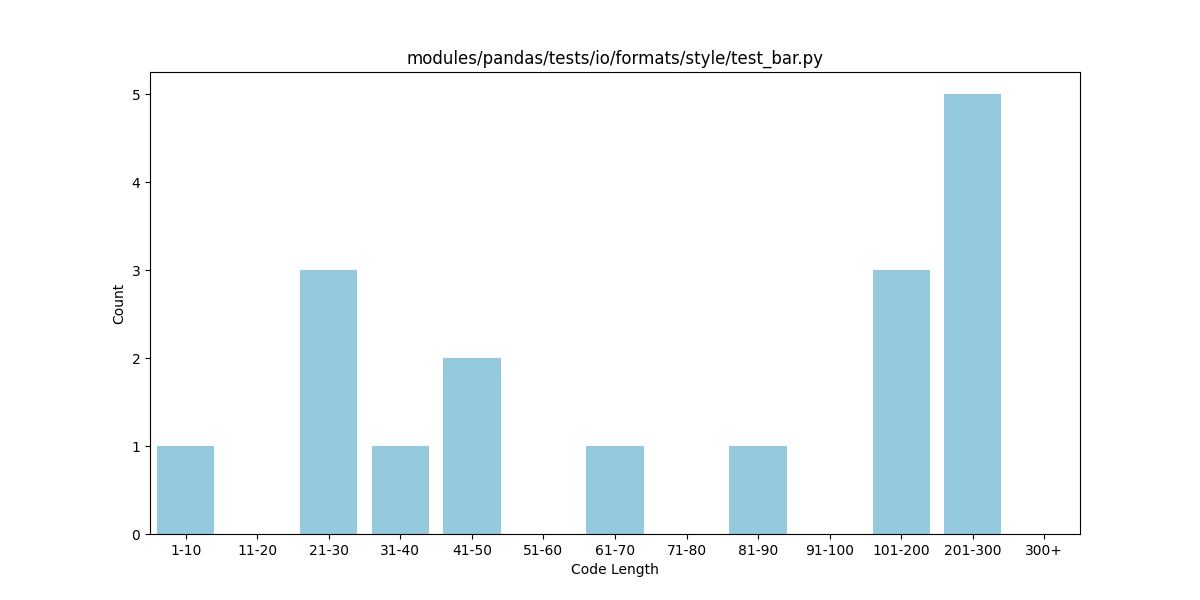 modules/pandas/tests/io/formats/style/test_bar.py
Count
5
4
3
2
1
0
1-10 11-20 21-30 31-40 41-50 51-60 61-70 71-80 81-90 91-100 101-200 201-300 300+
Code Length